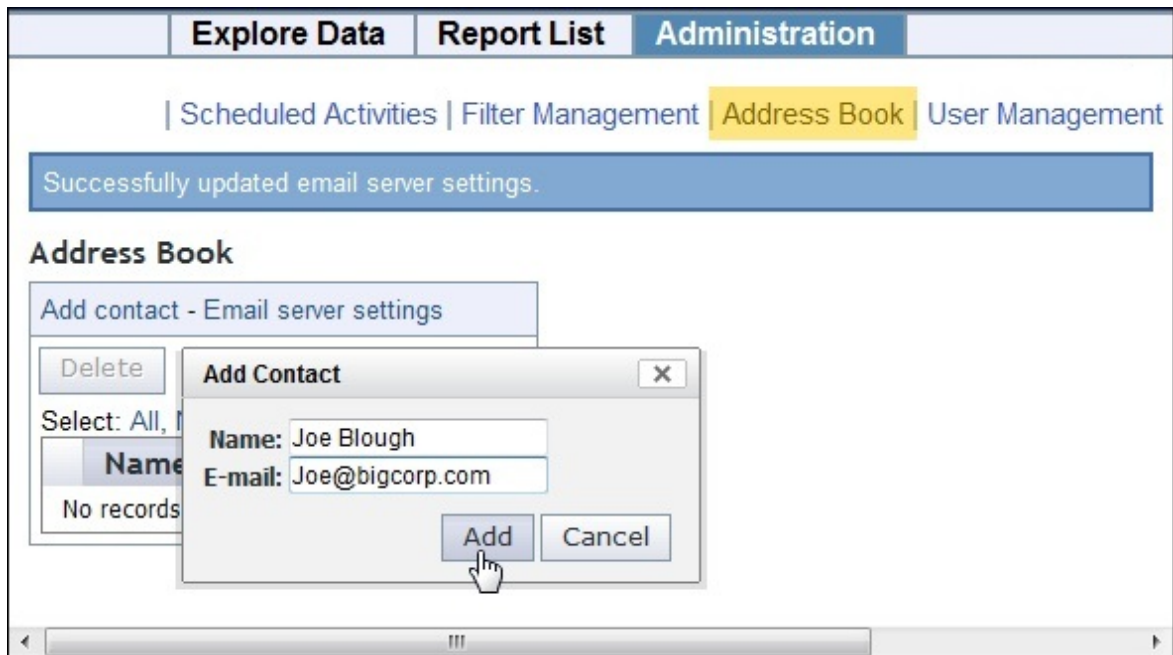 Explore Data Report List Administration
| Scheduled Activities | Filter Management | Address Book | User Management
Successfully updated email server settings.
Address Book
Add contact - Email server settings
Delete
Add Contact
Select: All,
Name: Joe Blough
Name
E-mail: Joe@bigcorp.com
No records
Add Cancel